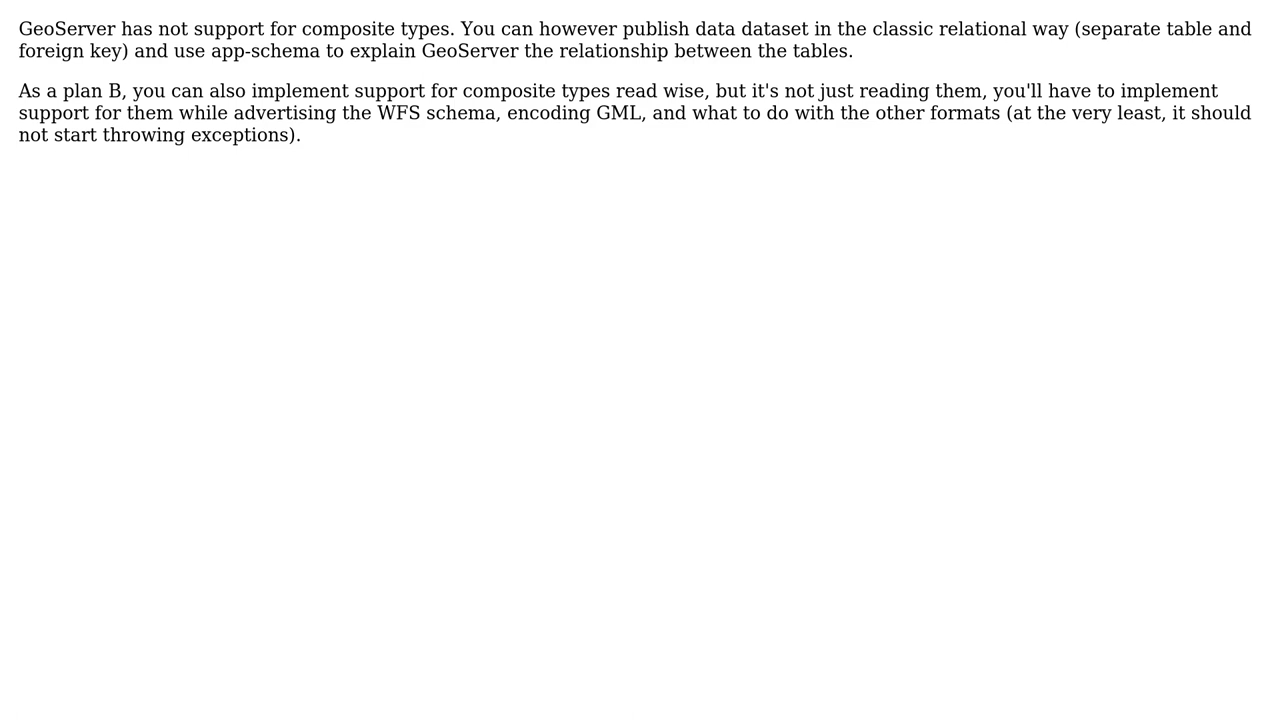 GeoServer has not support for composite types. You can however publish data dataset in the classic relational way (separate table and
foreign key) and use app-schema to explain GeoServer the relationship between the tables.
As a plan B, you can also implement support for composite types read wise, but it's not just reading them, you'll have to implement
support for them while advertising the WFS schema, encoding GML, and what to do with the other formats (at the very least, it should
not start throwing exceptions).